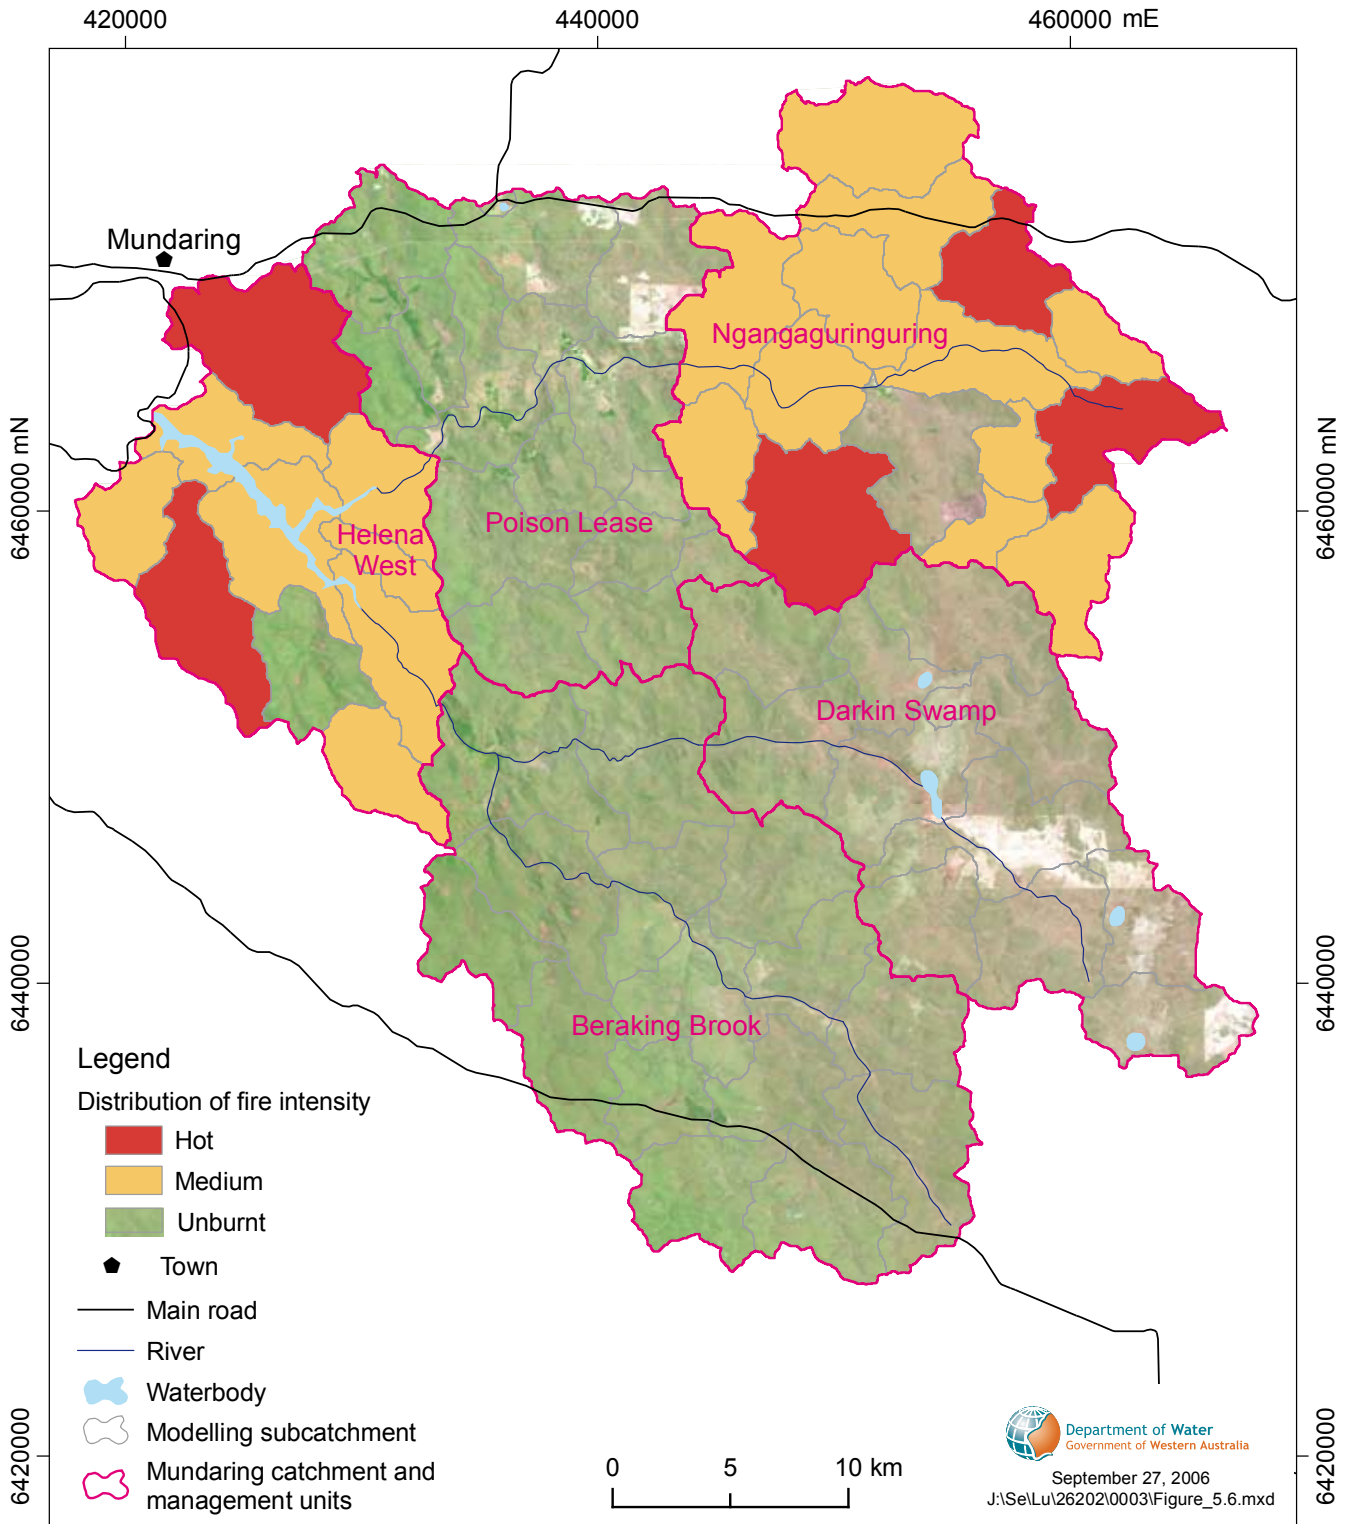 420000
440000
460000 mE
Mundaring
Ngangaguringuring
6460000 mN
6460000 mN
Poison Lease
Helena
West
Darkin Swamp
6440000
6440000
Beraking Brook
Legend
Distribution of fire intensity
Hot
Medium
Unburnt
Town
Main road
River
Waterbody
Modelling subcatchment
Mundaring catchment and
management units
6420000
0 5 10 km
Department of Water
Government of Western Australia
September 27, 2006
J:\Se\Lu\26202\0003\Figure_5.6.mxd
6420000